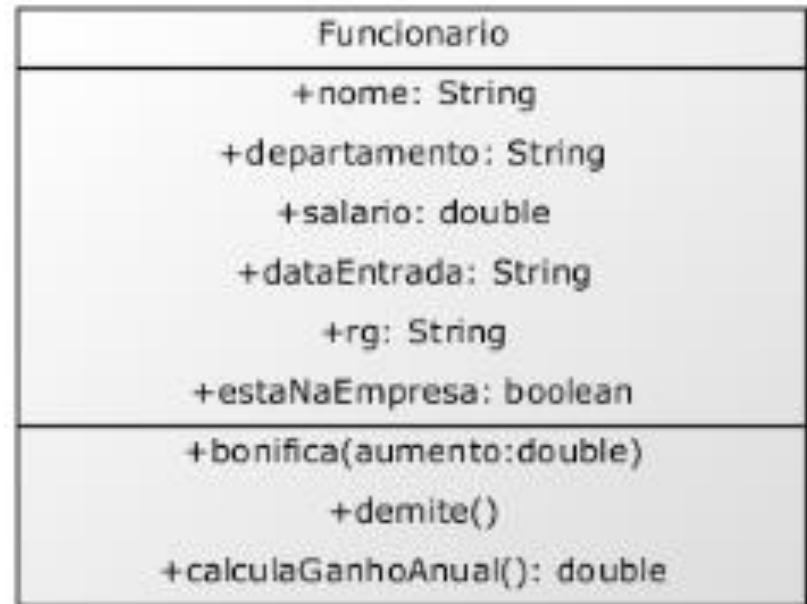 Funcionario
+nome: String
+departamento: String
+salario: double
+dataEntrada: String
+rg: String
+estaNaEmpresa: boolean
+bonifica(aumento:double)
+demite()
+calculaGanhoAnual(): double